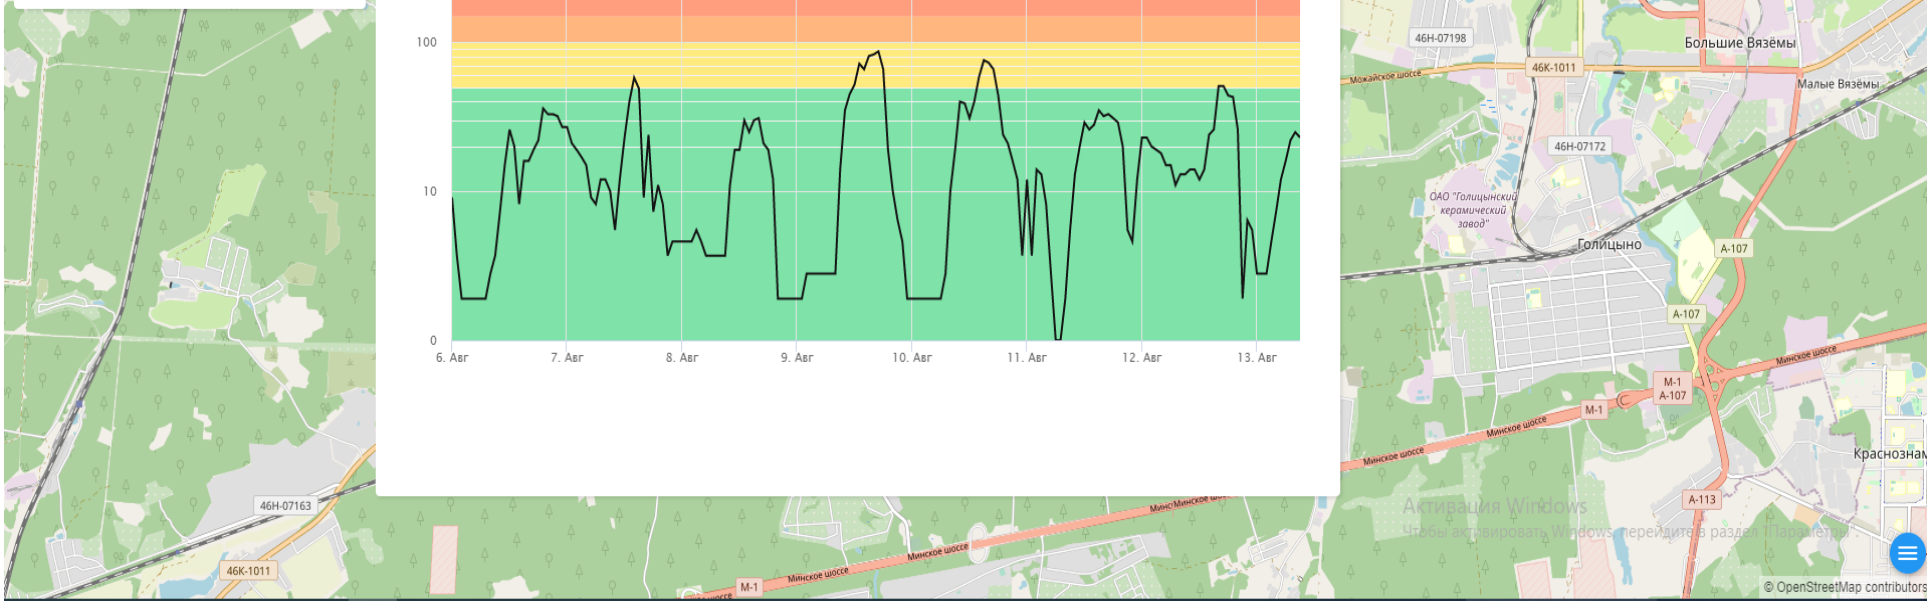 100
10
0
6. Авг
7. Авг
8. Авг
9. Авг
10. Авг
11. Авг
12. Авг
13. Авг
46Н-07198
Большие Вязёмы
46К-1011
Можайское шоссе
Малые Вязёмы
46Н-07172
ОАО "Голицынский
керамический
завод"
Голицыно
А-107
А-107
Минское шоссе
М-1
А-107
М-1
Минское шоссе
Минское шоссе
Краснознам
А-113
46Н-07163
46К-1011
Минское шоссе
Минское шоссе
М-1
Активация Windows
Чтобы активировать Windows, перейдите в раздел "Параметры".
© OpenStreetMap contributors